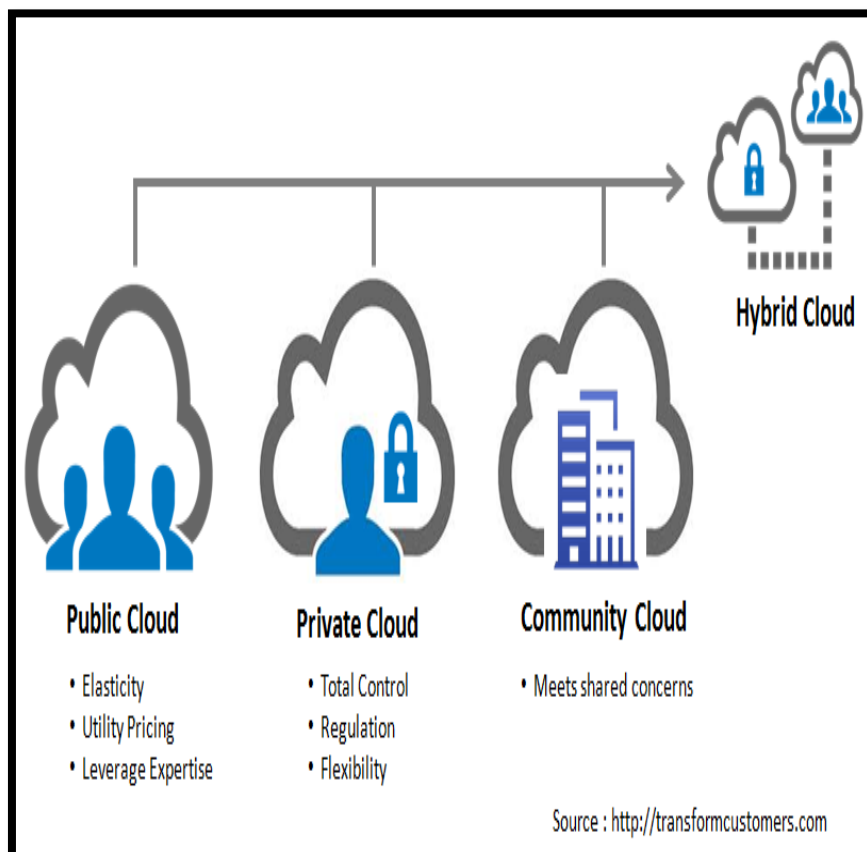 Hybrid Cloud
Public Cloud
• Elasticity
• Utility Pricing
• Leverage Expertise
Private Cloud
• Total Control
• Regulation
• Flexibility
Community Cloud
• Meets shared concerns
Source : http://transformcustomers.com